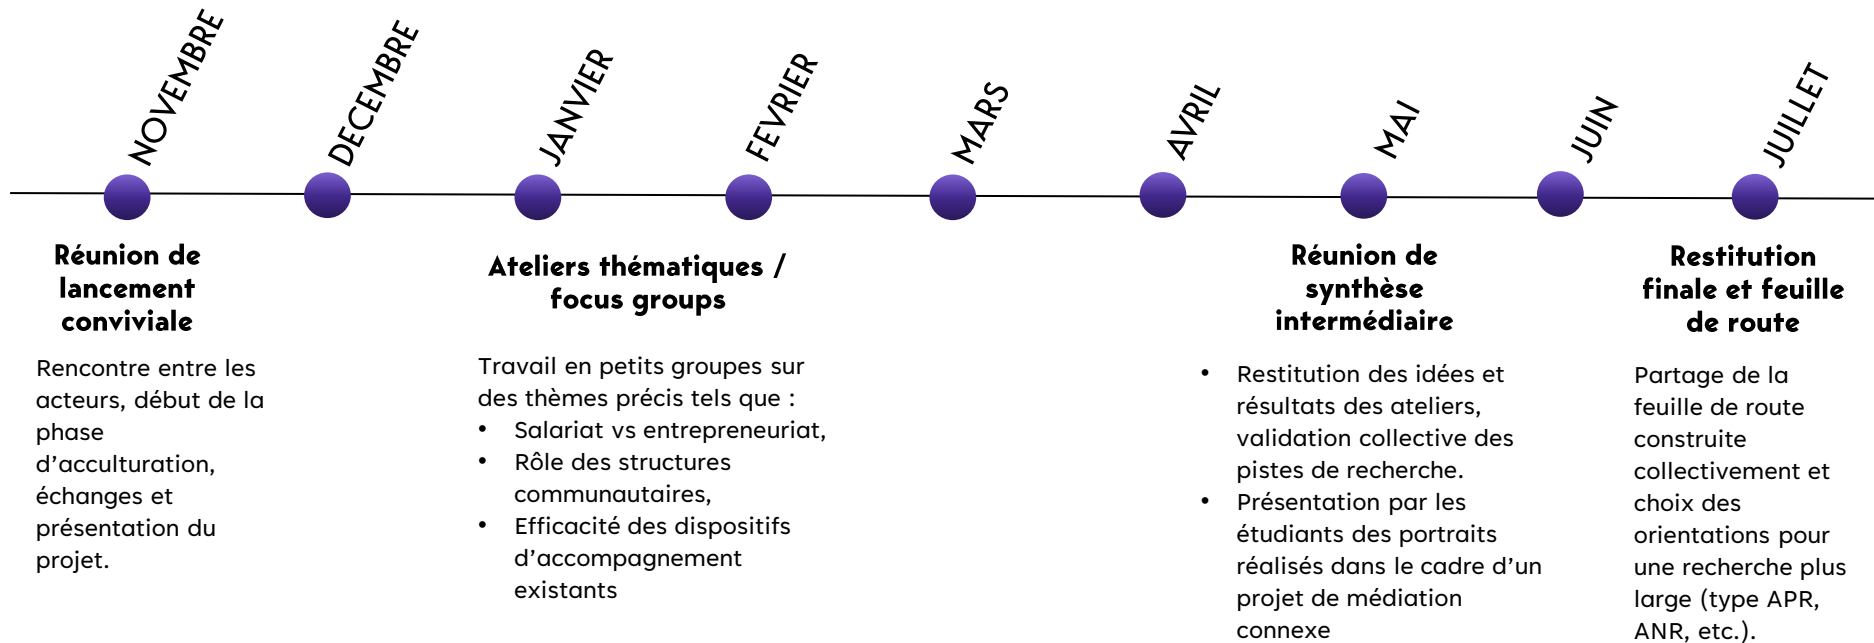 NOVEMBRE
DECEMBRE
JANVIER
FEVRIER
MARS
AVRIL
MAI
JUIN
JUILLET
Réunion de
lancement
conviviale
Rencontre entre les
acteurs, début de la
phase
d’acculturation,
échanges et
présentation du
projet.
Ateliers thématiques /
focus groups
Travail en petits groupes sur
des thèmes précis tels que :
• Salariat vs entrepreneuriat,
• Rôle des structures
communautaires,
• Efficacité des dispositifs
d’accompagnement
existants
Réunion de
synthèse
intermédiaire
• Restitution des idées et
résultats des ateliers,
validation collective des
pistes de recherche.
• Présentation par les
étudiants des portraits
réalisés dans le cadre d’un
projet de médiation
connexe
Restitution
finale et feuille
de route
Partage de la
feuille de route
construite
collectivement et
choix des
orientations pour
une recherche plus
large (type APR,
ANR, etc.).